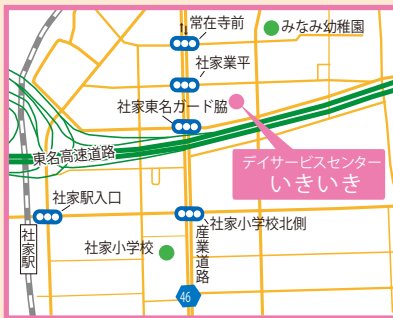 常在寺前
みなみ幼稚園
社家業平
社家東名ガード脇
東名高速道路
デイサービスセンター
いきいき
社家駅入口
社家小学校北側
社家駅
社家小学校
産業道路
46